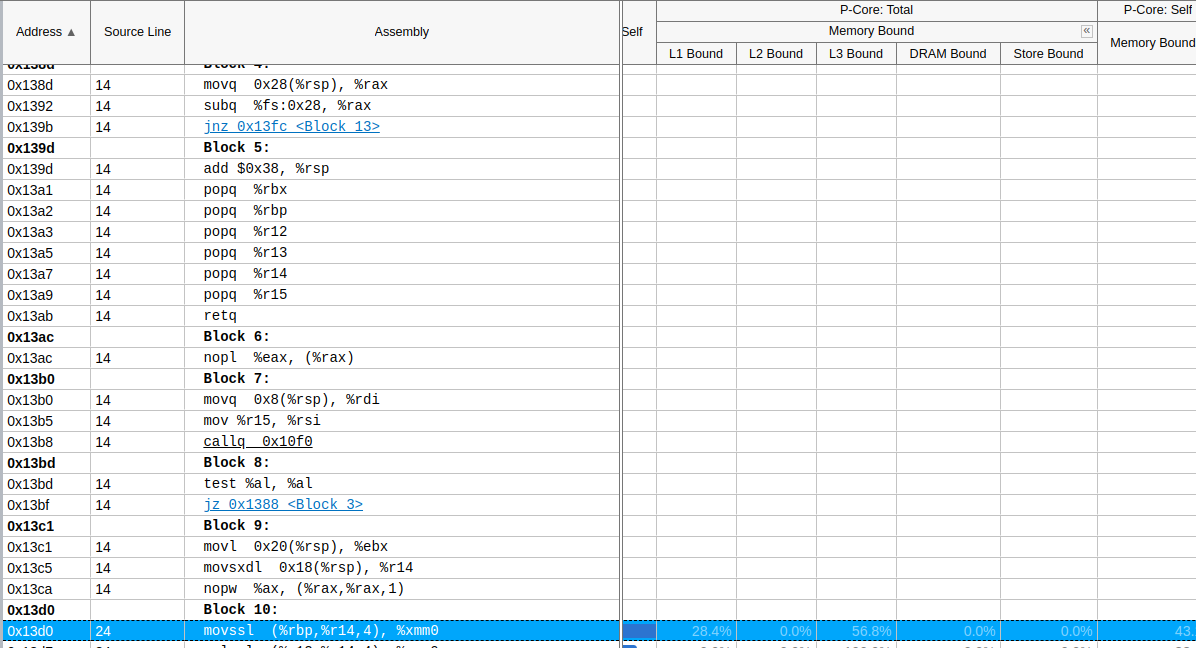 P-Core: Total P-Core: Self
Address ▲ Source Line Assembly Self Memory Bound « Memory Bound
L1 Bound L2 Bound L3 Bound DRAM Bound Store Bound
0x138d Block 4:
0x138d 14 movq 0x28(%rsp), %rax
0x1392 14 subq %fs:0x28, %rax
0x139b 14 jnz 0x13fc <Block 13>
0x139d Block 5:
0x139d 14 add $0x38, %rsp
0x13a1 14 popq %rbx
0x13a2 14 popq %rbp
0x13a3 14 popq %r12
0x13a5 14 popq %r13
0x13a7 14 popq %r14
0x13a9 14 popq %r15
0x13ab 14 retq
0x13ac Block 6:
0x13ac 14 nopl %eax, (%rax)
0x13b0 Block 7:
0x13b0 14 movq 0x8(%rsp), %rdi
0x13b5 14 mov %r15, %rsi
0x13b8 14 callq 0x10f0
0x13bd Block 8:
0x13bd 14 test %al, %al
0x13bf 14 jz 0x1388 <Block 3>
0x13c1 Block 9:
0x13c1 14 movl 0x20(%rsp), %ebx
0x13c5 14 movsxdl 0x18(%rsp), %r14
0x13ca 14 nopw %ax, (%rax,%rax,1)
0x13d0 Block 10:
0x13d0 24 movssl (%rbp,%r14,4), %xmm0 28.4% 0.0% 56.8% 0.0% 0.0% 43.